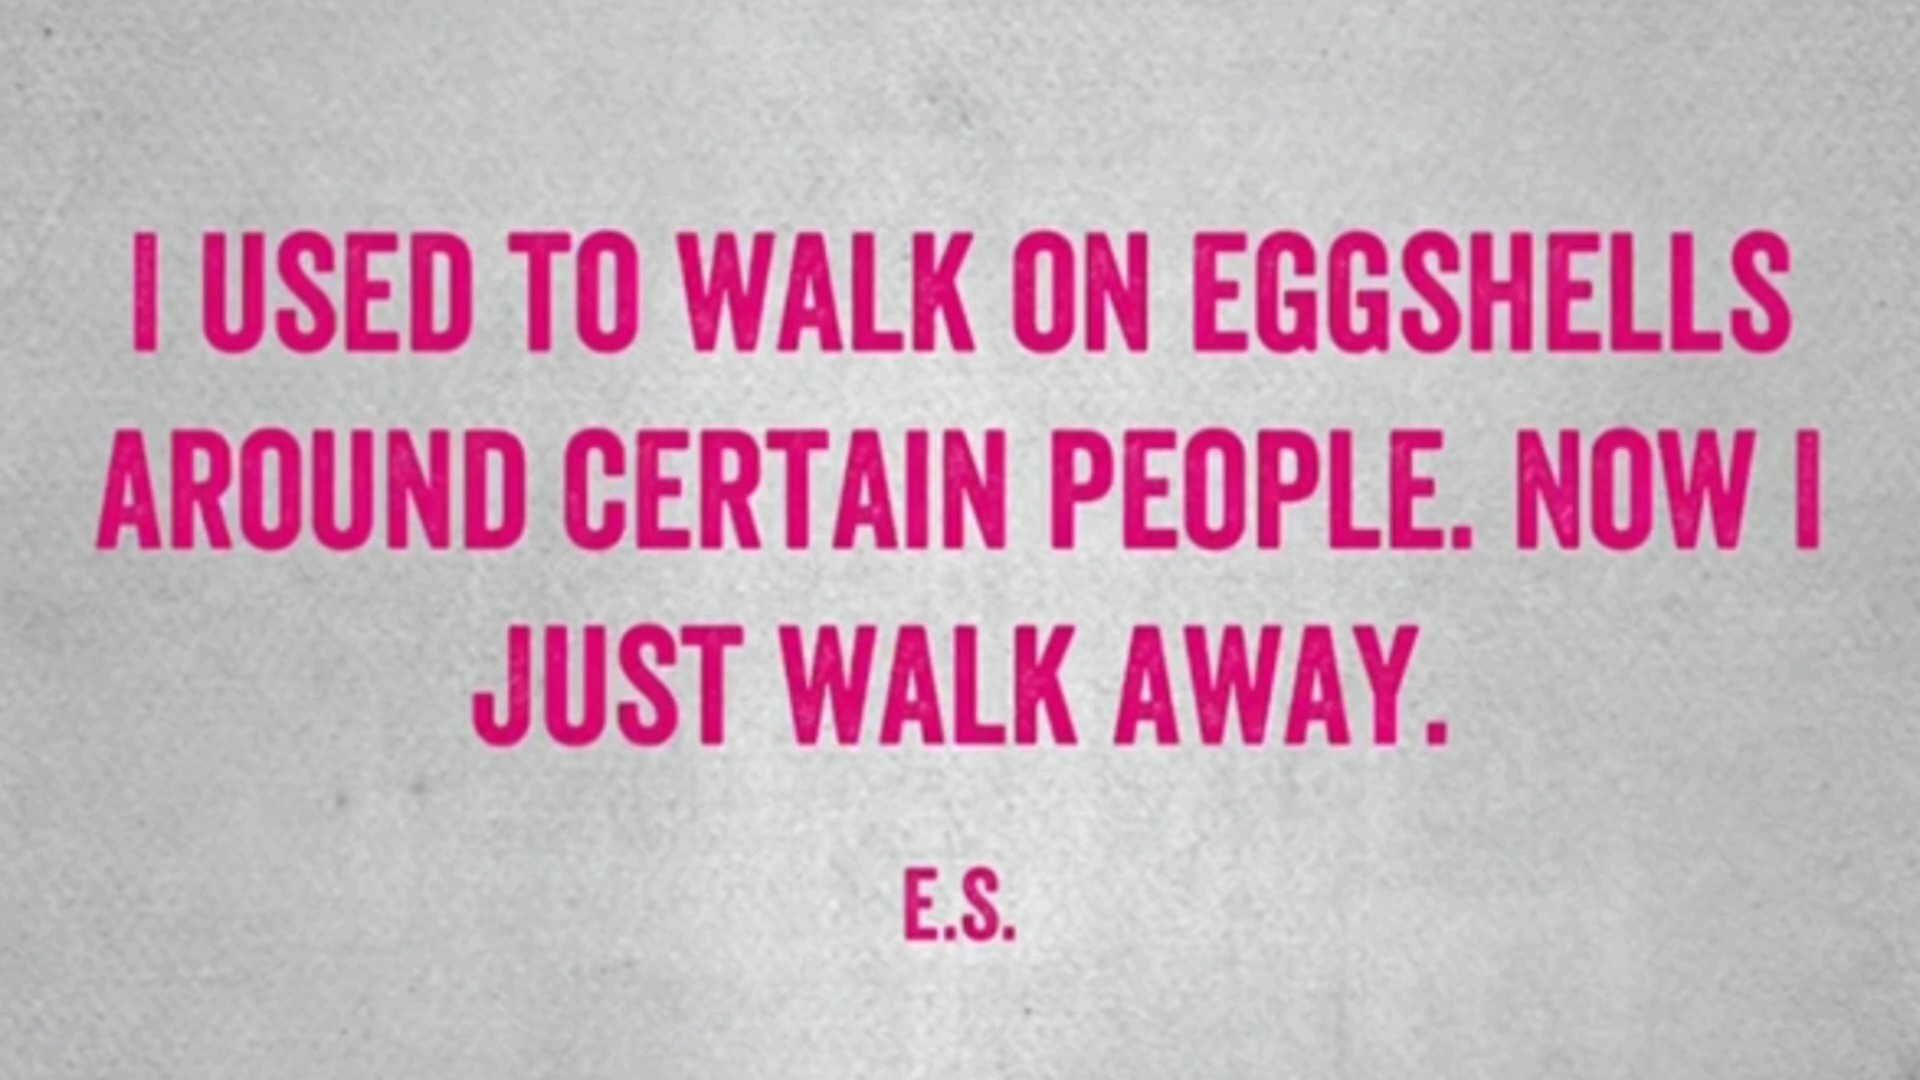 I USED TO WALK ON EGGSHELLS
AROUND CERTAIN PEOPLE. NOW I
JUST WALK AWAY.
E.S.